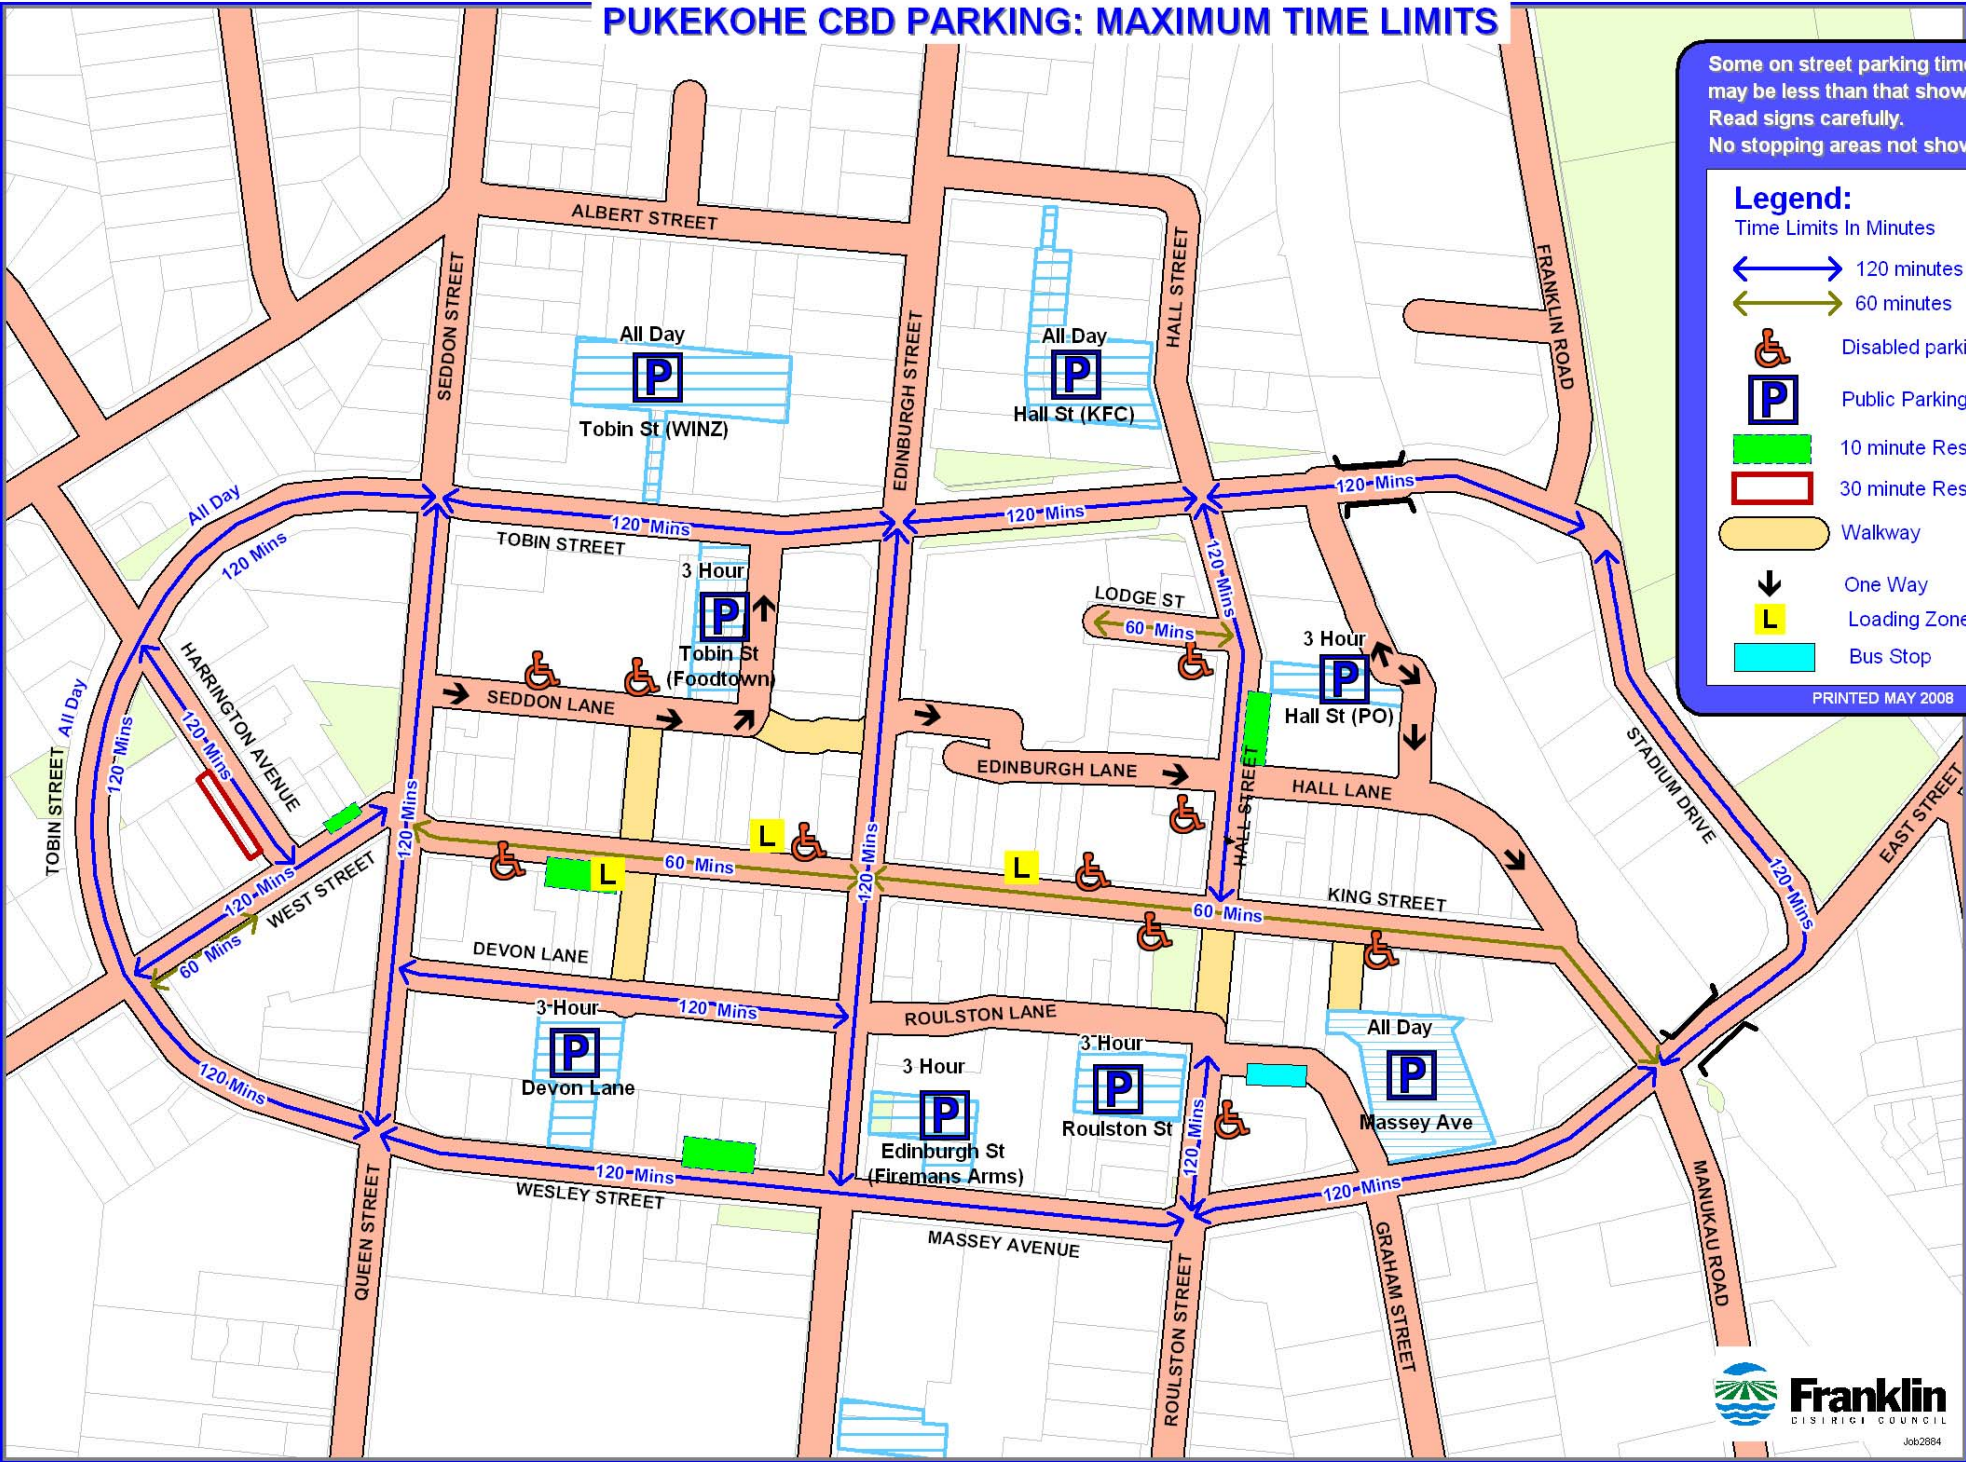 PUKEKOHE CBD PARKING: MAXIMUM TIME LIMITS
Some on street parking time
may be less than that show
Read signs carefully.
No stopping areas not show
Legend:
Time Limits In Minutes
120 minutes
60 minutes
Disabled parki
P Public Parking
10 minute Res
30 minute Res
Walkway
One Way
L Loading Zone
Bus Stop
PRINTED MAY 2008
ALBERT STREET
SEDDON STREET
EDINBURGH STREET
HALL STREET
FRANKLIN ROAD
All Day
P
Tobin St (WINZ)
All Day
P
Hall St (KFC)
All Day
120 Mins
120 Mins
120 Mins
120 Mins
TOBIN STREET
3 Hour
P
Tobin St
(Foodtown)
120 Mins
LODGE ST
60 Mins
3 Hour
P
Hall St (PO)
HARRINGTON AVENUE
120 Mins
All Day
120 Mins
TOBIN STREET
SEDDON LANE
EDINBURGH LANE
HALL LANE
HALL STREET
STADIUM DRIVE
EAST STREET
120 Mins
120 Mins
120 Mins
L
L
L
60 Mins
60 Mins
KING STREET
120 Mins
WEST STREET
60 Mins
DEVON LANE
120 Mins
ROULSTON LANE
3 Hour
P
Devon Lane
3 Hour
P
Edinburgh St
(Firemans Arms)
3 Hour
P
Roulston St
All Day
P
Massey Ave
120 Mins
120 Mins
120 Mins
120 Mins
WESLEY STREET
MASSEY AVENUE
QUEEN STREET
ROULSTON STREET
GRAHAM STREET
MANUKAU ROAD
Franklin
DISTRICT COUNCIL
Job2884